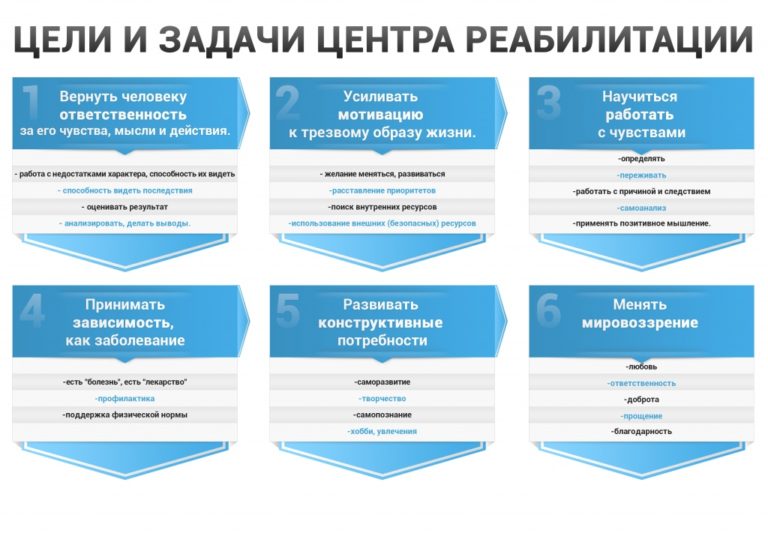 ЦЕЛИ И ЗАДАЧИ ЦЕНТРА РЕАБИЛИТАЦИИ
1
Вернуть человеку
ответственность
за его чувства, мысли и действия.
- работа с недостатками характера, способность их видеть
- способность видеть последствия
- оценивать результат
- анализировать, делать выводы.
2
Усиливать
мотивацию
к трезвому образу жизни.
- желание меняться, развиваться
-расставление приоритетов
-поиск внутренних ресурсов
-использование внешних (безопасных) ресурсов
3
Научиться
работать
с чувствами
-определять
-переживать
-работать с причиной и следствием
-самоанализ
-применять позитивное мышление.
4
Принимать
зависимость,
как заболевание
-есть "болезнь", есть "лекарство"
-профилактика
-поддержка физической нормы
5
Развивать
конструктивные
потребности
-саморазвитие
-творчество
-самопознание
-хобби, увлечения
6
Менять
мировоззрение
-любовь
-ответственность
-доброта
-прощение
-благодарность